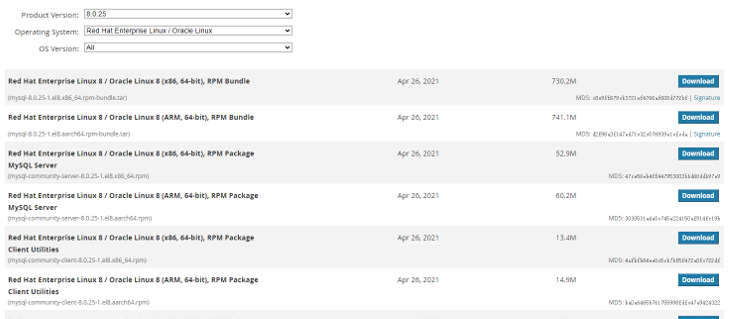 Product Version: 8.0.25
Operating System: Red Hat Enterprise Linux / Oracle Linux
OS Version: All
Red Hat Enterprise Linux 8 / Oracle Linux 8 (x86, 64-bit), RPM Bundle Apr 26, 2021 730.2M Download
(mysql-8.0.25-1.el8.x86_64.rpm-bundle.tar) MD5: | Signature
Red Hat Enterprise Linux 8 / Oracle Linux 8 (ARM, 64-bit), RPM Bundle Apr 26, 2021 741.1M Download
(mysql-8.0.25-1.el8.aarch64.rpm-bundle.tar) MD5: | Signature
Red Hat Enterprise Linux 8 / Oracle Linux 8 (x86, 64-bit), RPM Package Apr 26, 2021 52.9M Download
MySQL Server
(mysql-community-server-8.0.25-1.el8.x86_64.rpm) MD5:
Red Hat Enterprise Linux 8 / Oracle Linux 8 (ARM, 64-bit), RPM Package Apr 26, 2021 60.2M Download
MySQL Server
(mysql-community-server-8.0.25-1.el8.aarch64.rpm) MD5:
Red Hat Enterprise Linux 8 / Oracle Linux 8 (x86, 64-bit), RPM Package Apr 26, 2021 13.4M Download
Client Utilities
(mysql-community-client-8.0.25-1.el8.x86_64.rpm) MD5:
Red Hat Enterprise Linux 8 / Oracle Linux 8 (ARM, 64-bit), RPM Package Apr 26, 2021 14.9M Download
Client Utilities
(mysql-community-client-8.0.25-1.el8.aarch64.rpm) MD5: